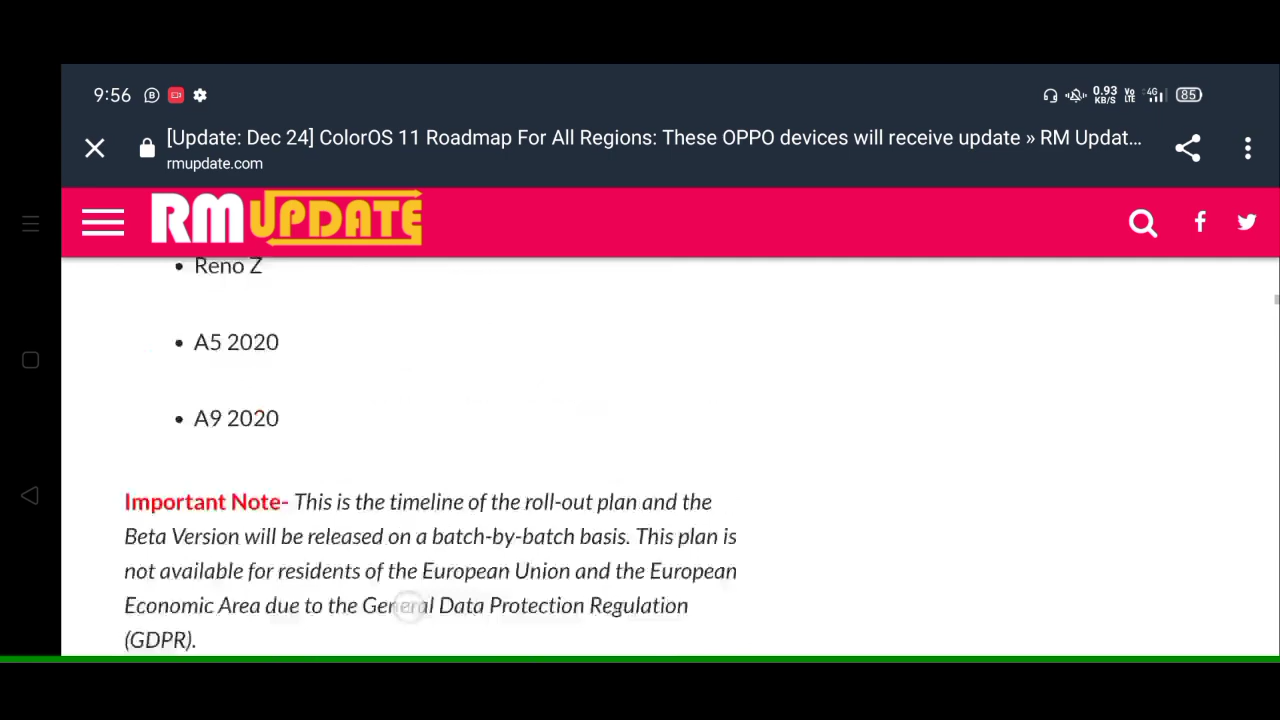 9:56 B 0.93 KB/S Vo LTE 4G 85
[Update: Dec 24] ColorOS 11 Roadmap For All Regions: These OPPO devices will receive update » RM Updat...
rmupdate.com
RMUPDATE
• Reno Z
• A5 2020
• A9 2020
Important Note- This is the timeline of the roll-out plan and the
Beta Version will be released on a batch-by-batch basis. This plan is
not available for residents of the European Union and the European
Economic Area due to the General Data Protection Regulation
(GDPR).